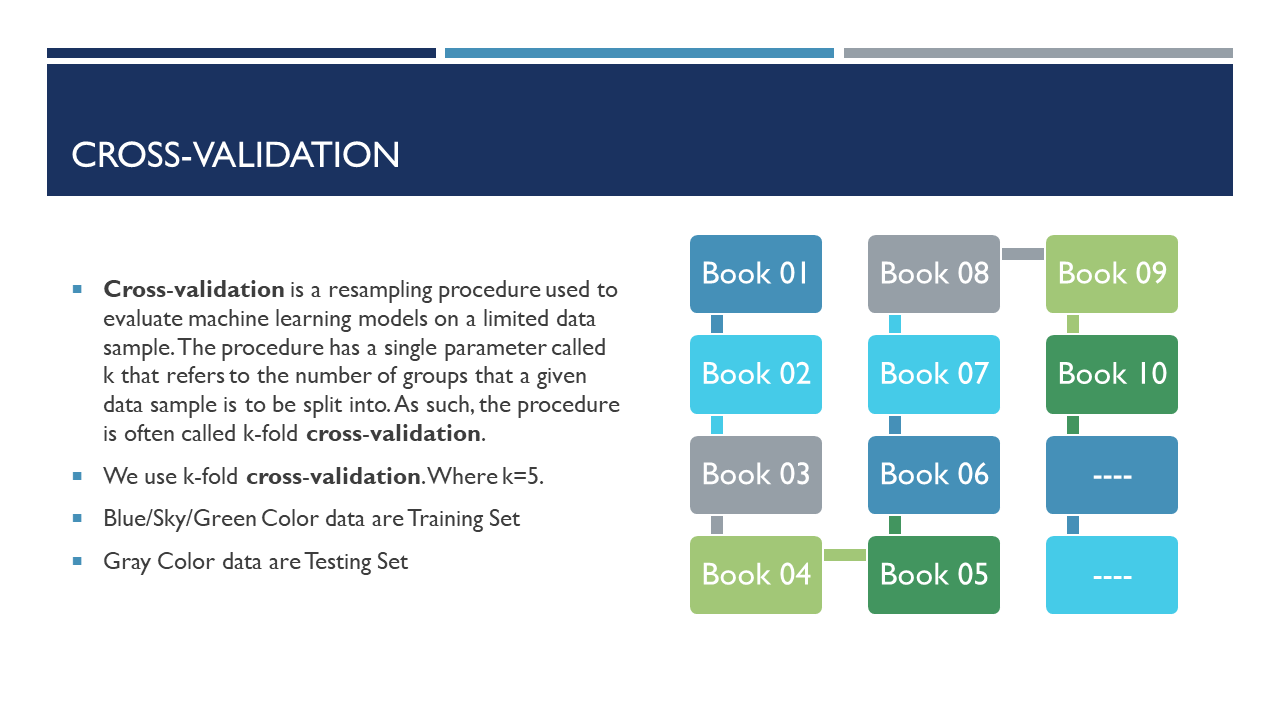 CROSS-VALIDATION
Cross-validation is a resampling procedure used to
evaluate machine learning models on a limited data
sample. The procedure has a single parameter called
k that refers to the number of groups that a given
data sample is to be split into. As such, the procedure
is often called k-fold cross-validation.
We use k-fold cross-validation. Where k=5.
Blue/Sky/Green Color data are Training Set
Gray Color data are Testing Set
Book 01
Book 02
Book 03
Book 04
Book 05
Book 06
Book 07
Book 08
Book 09
Book 10
----
----